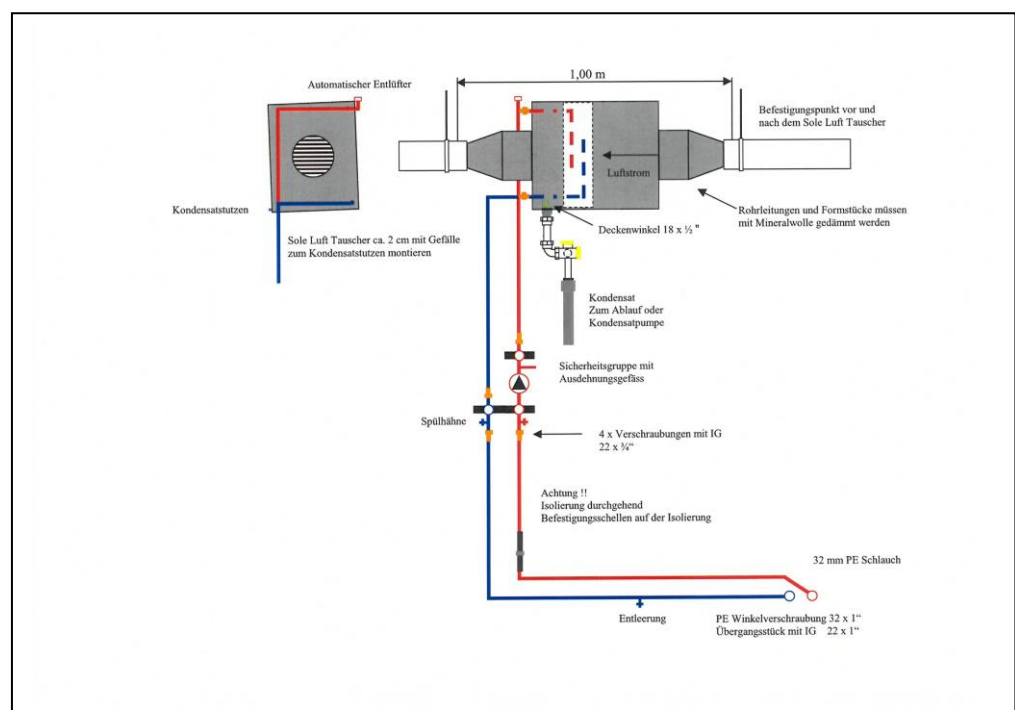 1,00 m
Automatischer Entlüfter
Befestigungspunkt vor und
nach dem Sole Luft Tauscher
Luftstrom
Kondensatstutzen
Rohrleitungen und Formstücke müssen
mit Mineralwolle gedämmt werden
Deckenwinkel 18 x ½ "
Sole Luft Tauscher ca. 2 cm mit Gefälle
zum Kondensatstutzen montieren
Kondensat
Zum Ablauf oder
Kondensatpumpe
Sicherheitsgruppe mit
Ausdehnungsgefäss
Spülhähne
4 x Verschraubungen mit IG
22 x ¾“
Achtung !!
Isolierung durchgehend
Befestigungsschellen auf der Isolierung
32 mm PE Schlauch
Entleerung
PE Winkelverschraubung 32 x 1“
Übergangsstück mit IG 22 x 1“